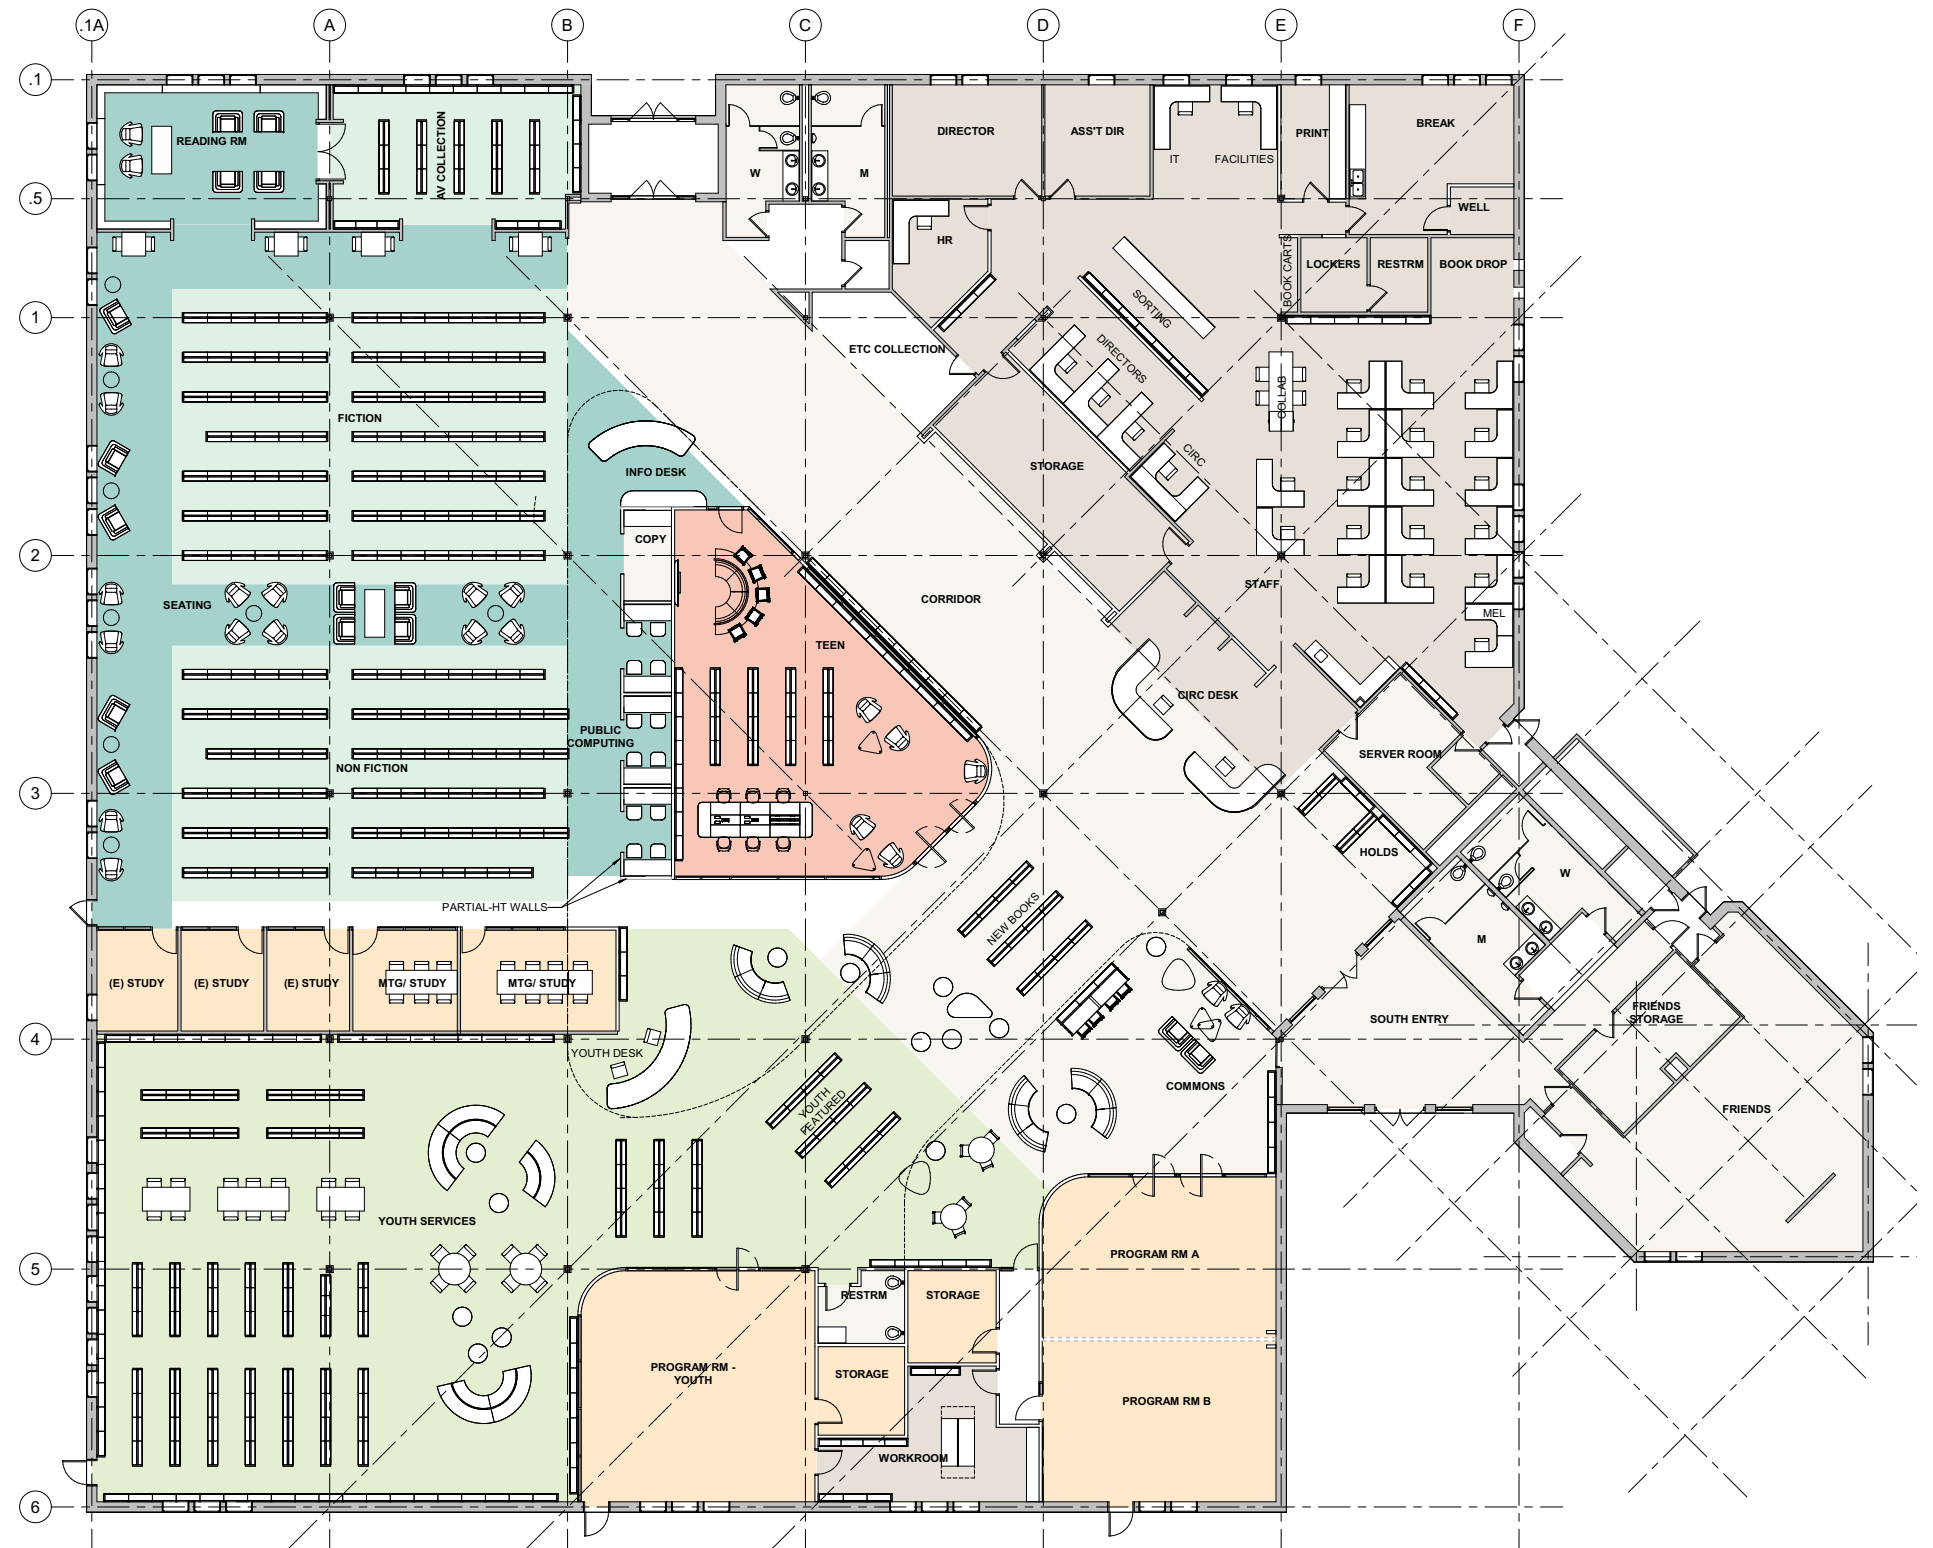 .1A
A
B
C
D
E
F
.1
.5
1
2
3
4
5
6
READING RM
AV COLLECTION
W
M
DIRECTOR
ASS'T DIR
IT
FACILITIES
PRINT
BREAK
WELL
HR
BOOK CARTS
LOCKERS
RESTRM
BOOK DROP
SORTING
ETC COLLECTION
DIRECTORS
COLLAB
FICTION
INFO DESK
STORAGE
CIRC
COPY
STAFF
SEATING
CORRIDOR
MEL
TEEN
CIRC DESK
PUBLIC
COMPUTING
NON FICTION
SERVER ROOM
HOLDS
W
PARTIAL-HT WALLS
NEW BOOKS
M
(E) STUDY
(E) STUDY
(E) STUDY
MTG/ STUDY
MTG/ STUDY
SOUTH ENTRY
FRIENDS
STORAGE
YOUTH DESK
COMMONS
YOUTH
FEATURED
FRIENDS
YOUTH SERVICES
PROGRAM RM A
RESTRM
STORAGE
PROGRAM RM -
YOUTH
STORAGE
PROGRAM RM B
WORKROOM